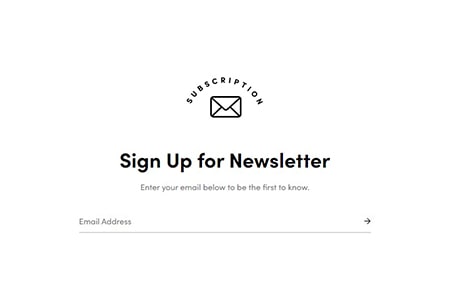 SUBSCRIPTION
Sign Up for Newsletter
Enter your email below to be the first to know.
Email Address